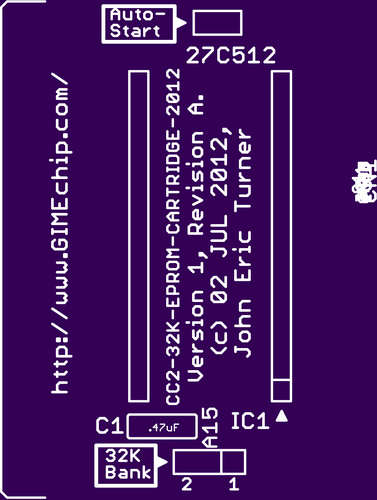 Auto-
Start
27C512
http://www.GIMEchip.com/
CC2-32K-EPROM-CARTRIDGE-2012
Version 1, Revision A.
(c) 02 JUL 2012,
John Eric Turner
C1
.47uF
A15
IC1
32K
Bank
2 1